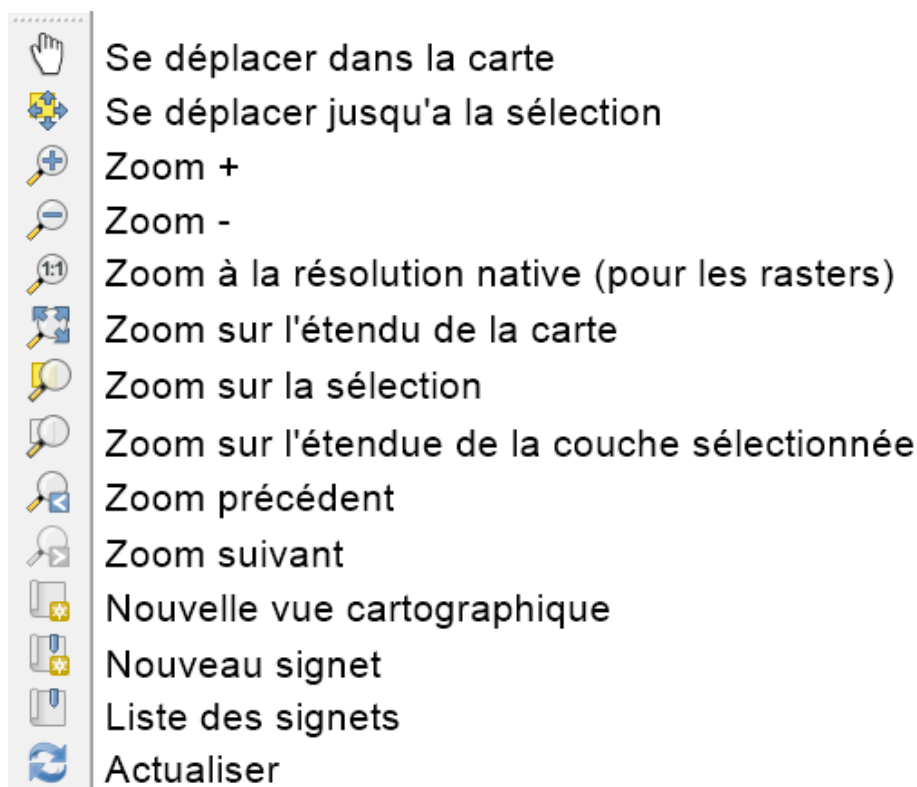 Se déplacer dans la carte
Se déplacer jusqu'a la sélection
Zoom +
Zoom -
1:1 Zoom à la résolution native (pour les rasters)
Zoom sur l'étendu de la carte
Zoom sur la sélection
Zoom sur l'étendue de la couche sélectionnée
Zoom précédent
Zoom suivant
Nouvelle vue cartographique
Nouveau signet
Liste des signets
Actualiser